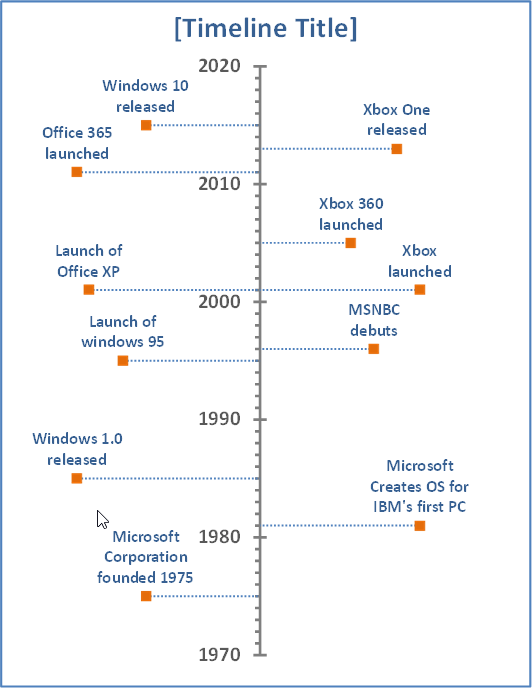 [Timeline Title]
2020
Windows 10
released
Xbox One
released
Office 365
launched
2010
Xbox 360
launched
Launch of
Office XP
Xbox
launched
2000
MSNBC
debuts
Launch of
windows 95
1990
Windows 1.0
released
Microsoft
Creates OS for
IBM's first PC
1980
Microsoft
Corporation
founded 1975
1970